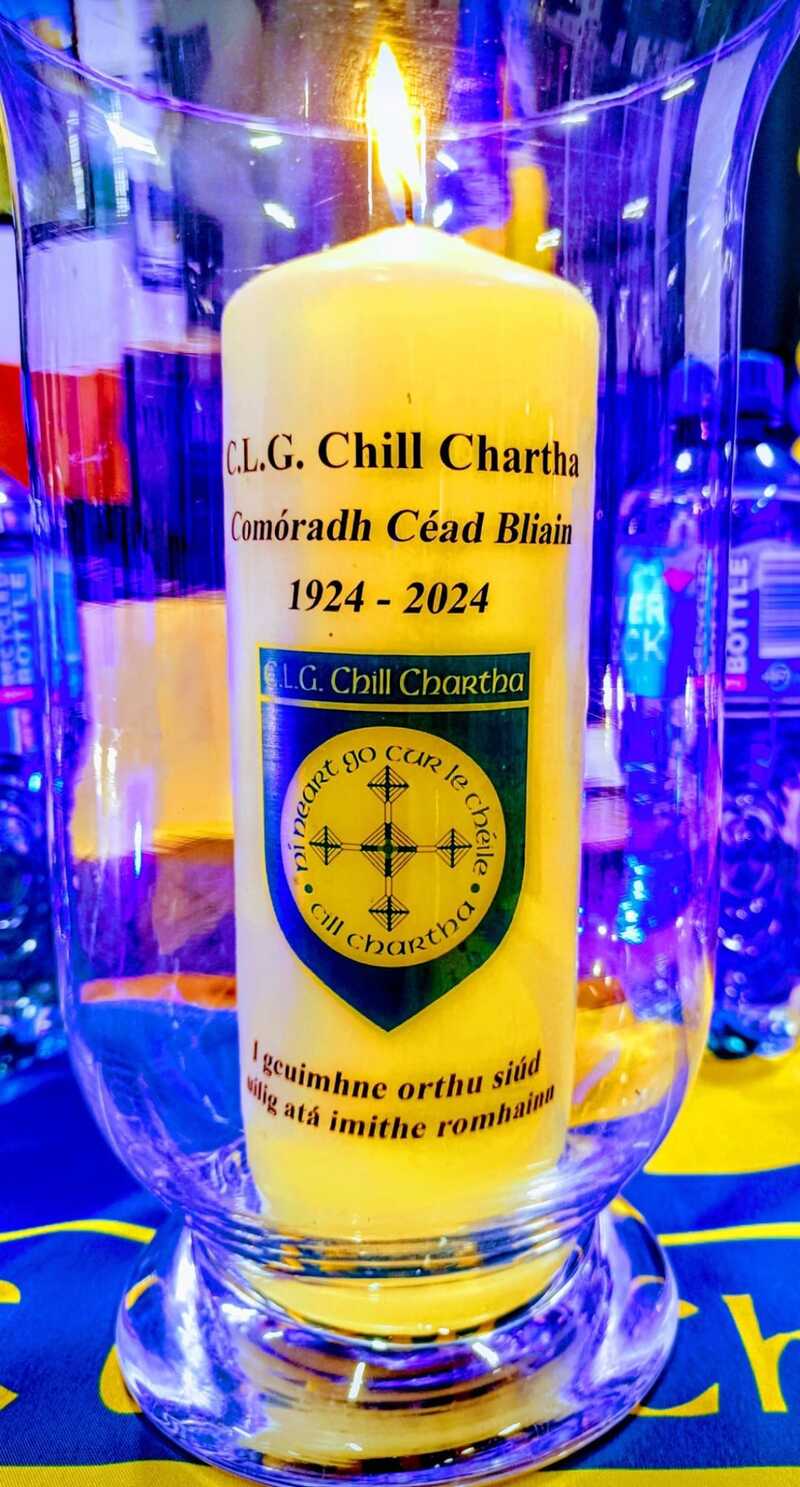 C.L.G. Chill Chartha
Comóradh Céad Bliain
1924 - 2024
C.L.G. Chill Chartha
ní neart go cur le chéile
cill chartha
I gcuimhne orthu siúd
uilig atá imithe romhainn
BOTTLE